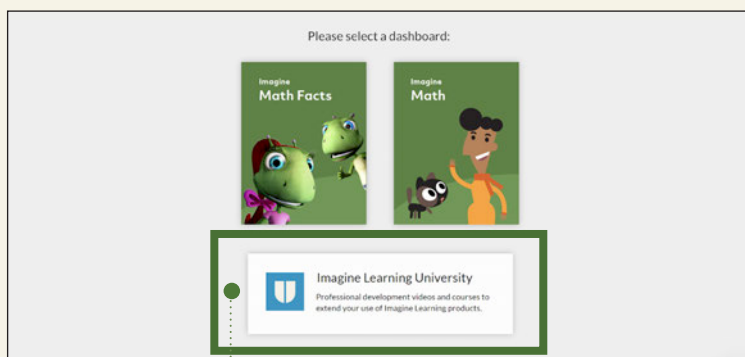 Please select a dashboard:
Imagine
Math Facts
Imagine
Math
Imagine Learning University
Professional development videos and courses to
extend your use of Imagine Learning products.